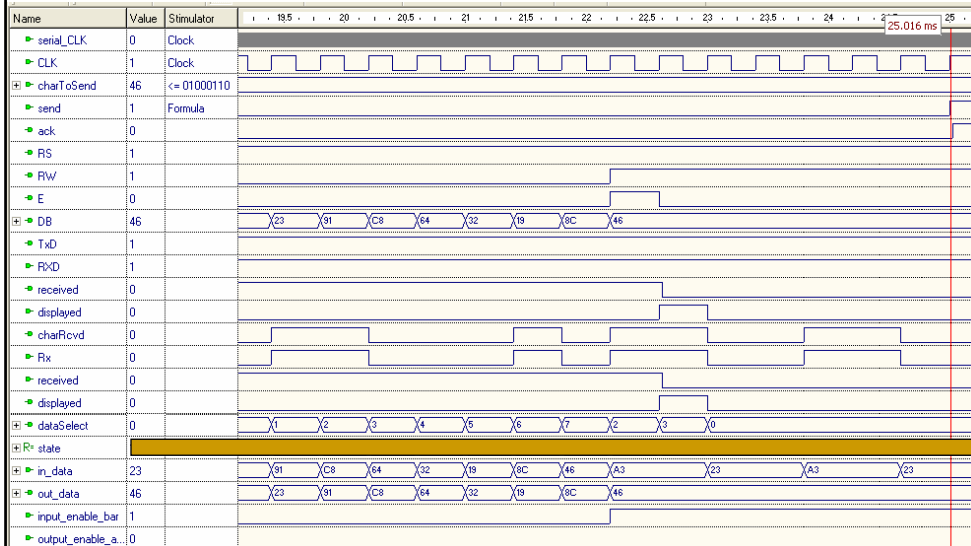 Name Value Stimulator 19.5 20 20.5 21 21.5 22 22.5 23 23.5 24 25
25.016 ms
serial_CLK 0 Clock
CLK 1 Clock
charToSend 46 <= 01000110
send 1 Formula
ack 0
RS 1
RW 1
E 0
DB 46 23 91 C8 64 32 19 8C 46
TxD 1
RXD 1
received 0
displayed 0
charRcvd 0
Rx 0
received 0
displayed 0
dataSelect 0 1 2 3 4 5 6 7 2 3 0
state
in_data 23 91 C8 64 32 19 8C 46 A3 23 A3 23
out_data 46 23 91 C8 64 32 19 8C 46
input_enable_bar 1
output_enable_a... 0